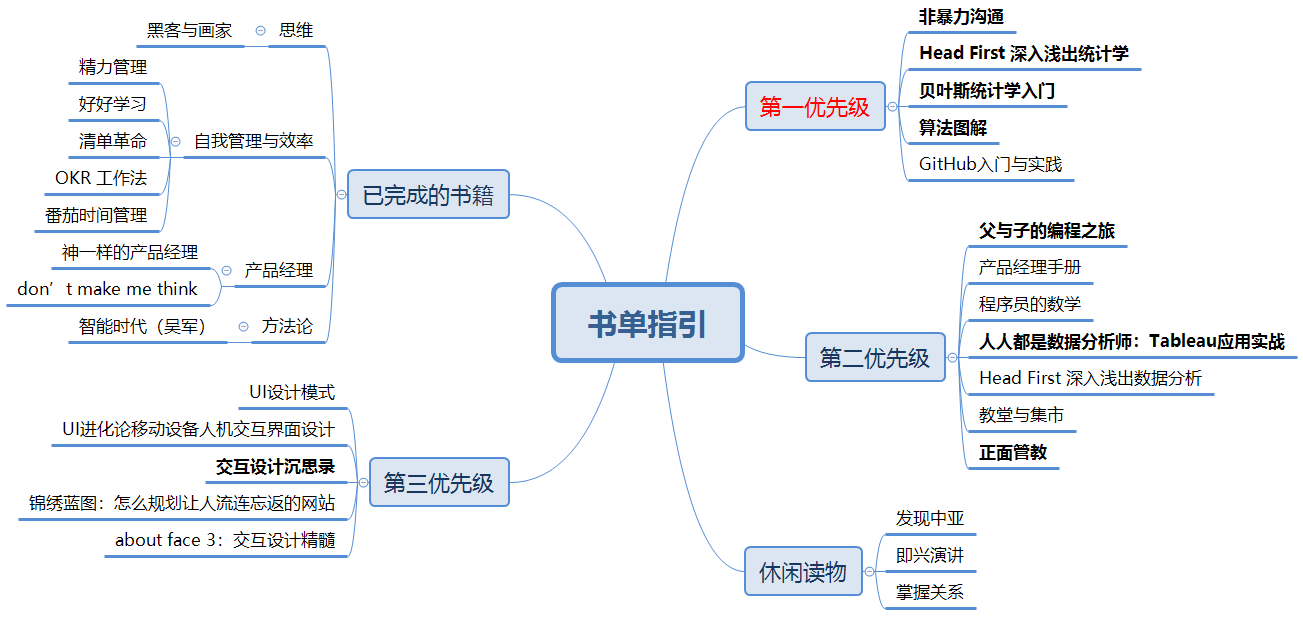 书单指引
第一优先级
非暴力沟通
Head First 深入浅出统计学
贝叶斯统计学入门
算法图解
GitHub入门与实践
第二优先级
父与子的编程之旅
产品经理手册
程序员的数学
人人都是数据分析师：Tableau应用实战
Head First 深入浅出数据分析
教堂与集市
正面管教
休闲读物
发现中亚
即兴演讲
掌握关系
第三优先级
UI设计模式
UI进化论移动设备人机交互界面设计
交互设计沉思录
锦绣蓝图：怎么规划让人流连忘返的网站
about face 3：交互设计精髓
已完成的书籍
思维
黑客与画家
自我管理与效率
精力管理
好好学习
清单革命
OKR 工作法
番茄时间管理
产品经理
神一样的产品经理
don’t make me think
方法论
智能时代（吴军）